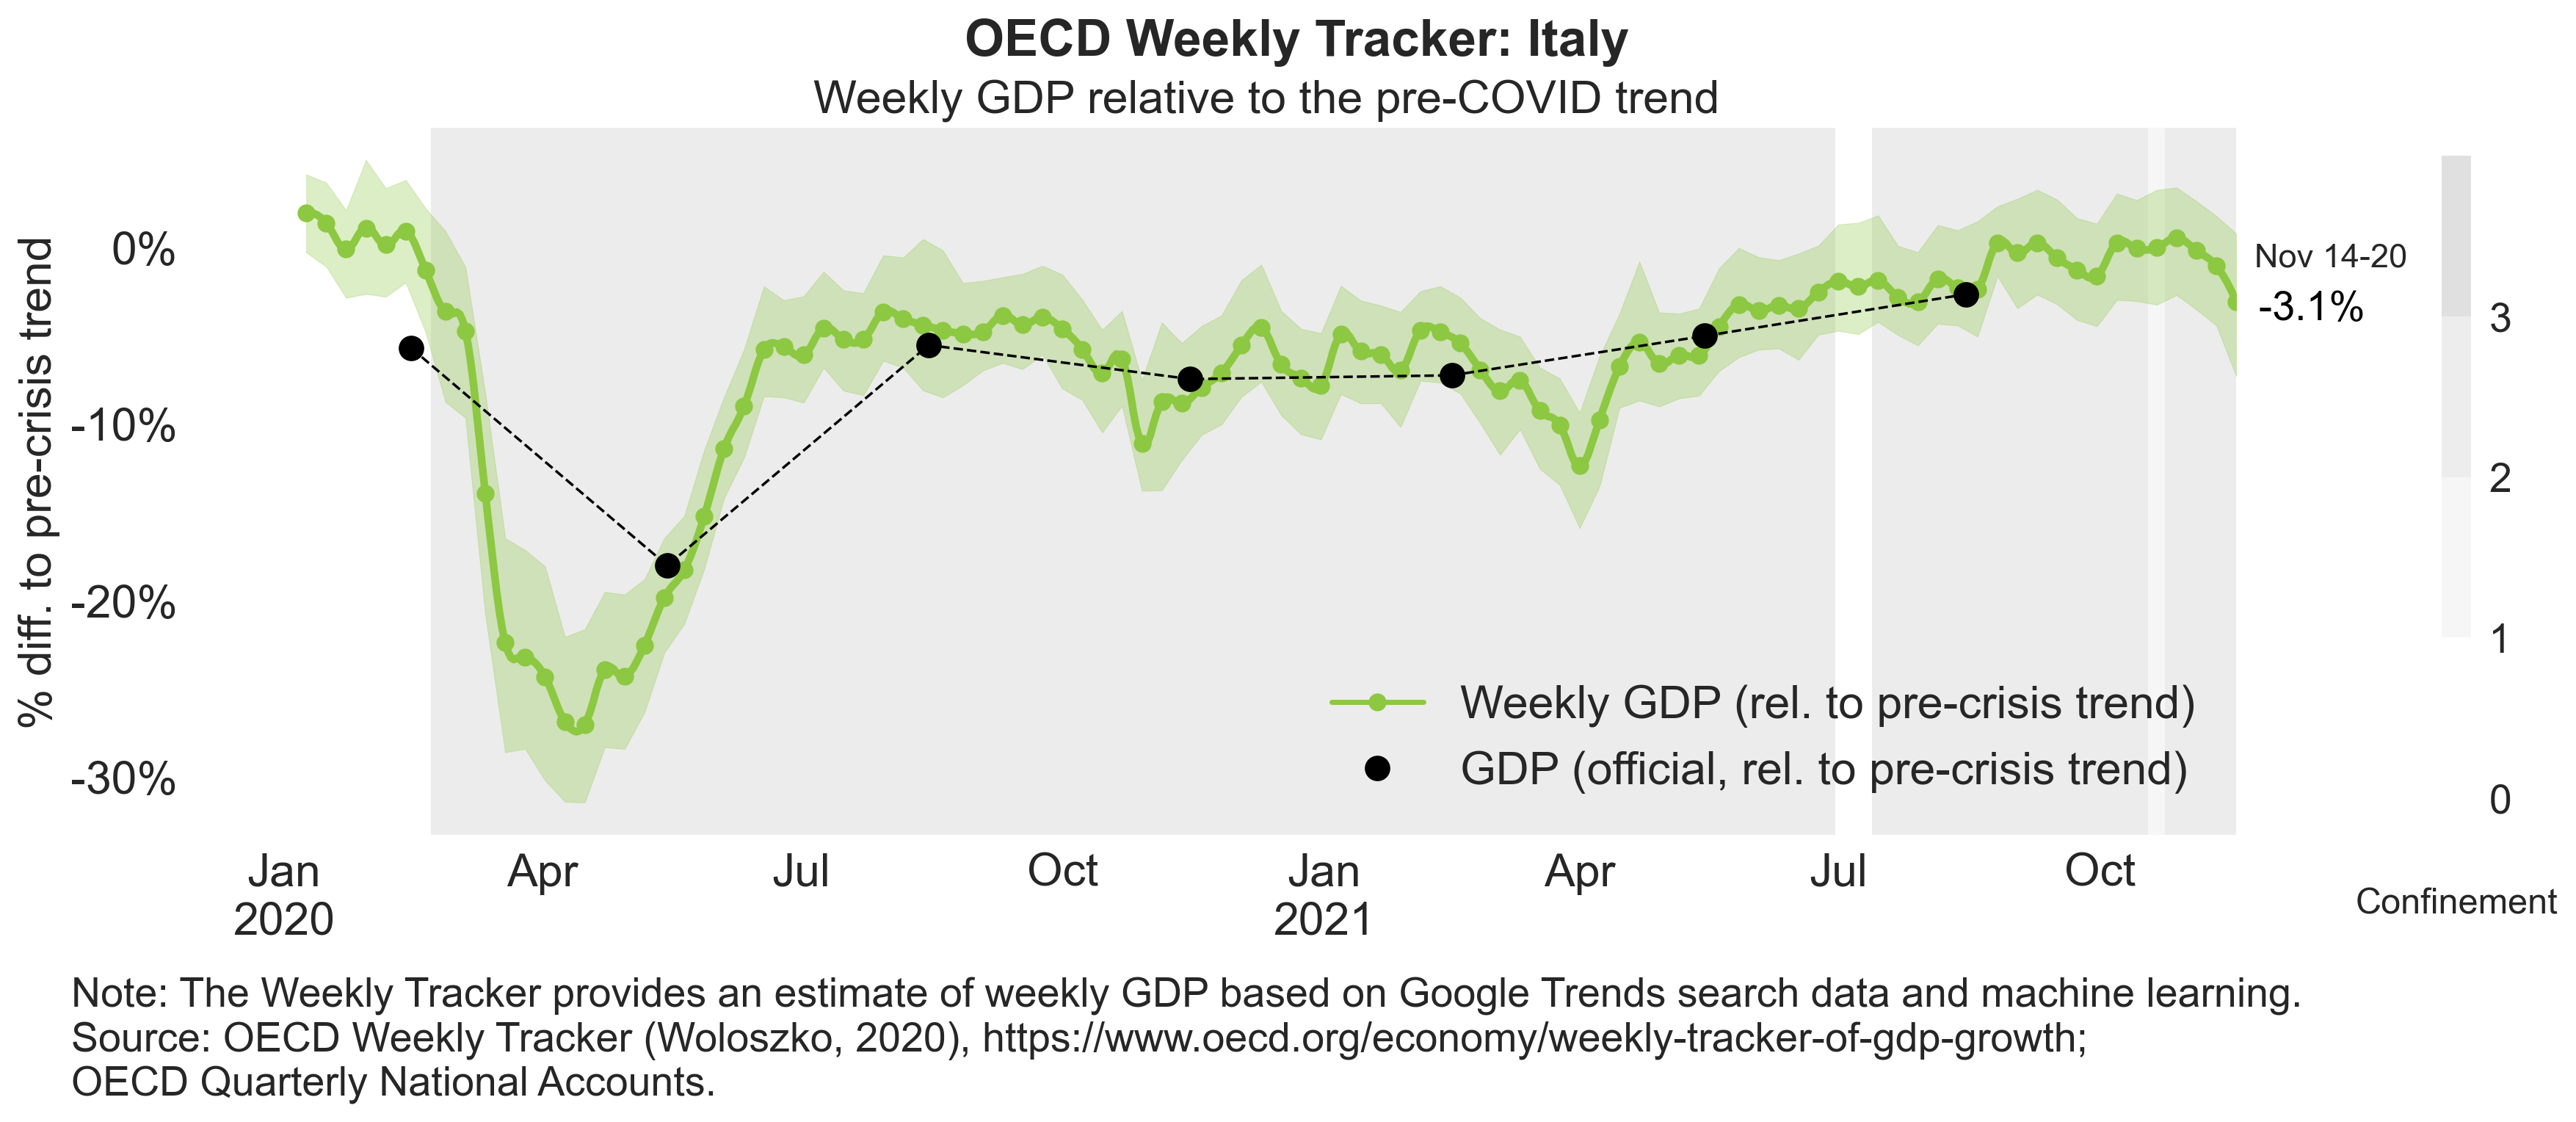 OECD Weekly Tracker: Italy
Weekly GDP relative to the pre-COVID trend
% diff. to pre-crisis trend
0%
-10%
-20%
-30%
Nov 14-20
-3.1%
3
2
1
0
Confinement
Weekly GDP (rel. to pre-crisis trend)
GDP (official, rel. to pre-crisis trend)
Jan Apr Jul Oct Jan Apr Jul Oct
2020 2021
Note: The Weekly Tracker provides an estimate of weekly GDP based on Google Trends search data and machine learning.
Source: OECD Weekly Tracker (Woloszko, 2020), https://www.oecd.org/economy/weekly-tracker-of-gdp-growth;
OECD Quarterly National Accounts.